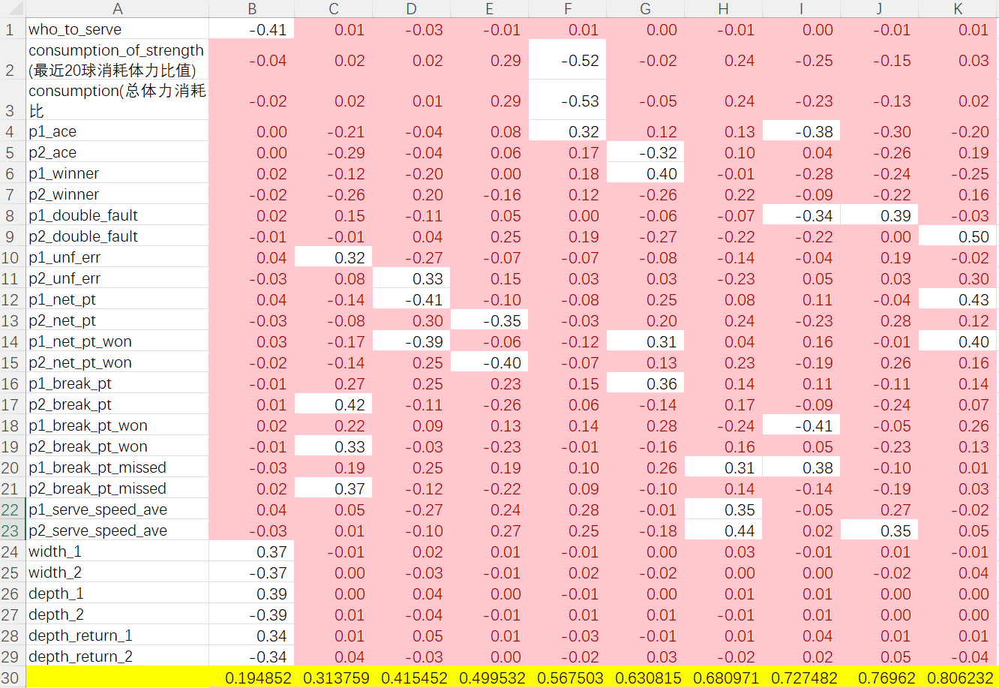 A B C D E F G H I J K
1 who_to_serve -0.41 0.01 -0.03 -0.01 0.01 0.00 -0.01 0.00 -0.01 0.01
consumption_of_strength
2 (最近20球消耗体力比值) -0.04 0.02 0.02 0.29 -0.52 -0.02 0.24 -0.25 -0.15 0.03
consumption(总体力消耗
3 比 -0.02 0.02 0.01 0.29 -0.53 -0.05 0.24 -0.23 -0.13 0.02
4 p1_ace 0.00 -0.21 -0.04 0.08 0.32 0.12 0.13 -0.38 -0.30 -0.20
5 p2_ace 0.00 -0.29 -0.04 0.06 0.17 -0.32 0.10 0.04 -0.26 0.19
6 p1_winner 0.02 -0.12 -0.20 0.00 0.18 0.40 -0.01 -0.28 -0.24 -0.25
7 p2_winner -0.02 -0.26 0.20 -0.16 0.12 -0.26 0.22 -0.09 -0.22 0.16
8 p1_double_fault 0.02 0.15 -0.11 0.05 0.00 -0.06 -0.07 -0.34 0.39 -0.03
9 p2_double_fault -0.01 -0.01 0.04 0.25 0.19 -0.27 -0.22 -0.22 0.00 0.50
10 p1_unf_err 0.04 0.32 -0.27 -0.07 -0.07 -0.08 -0.14 -0.04 0.19 -0.02
11 p2_unf_err -0.03 0.08 0.33 0.15 0.03 0.03 -0.23 0.05 0.03 0.30
12 p1_net_pt 0.04 -0.14 -0.41 -0.10 -0.08 0.25 0.08 0.11 -0.04 0.43
13 p2_net_pt -0.03 -0.08 0.30 -0.35 -0.03 0.20 0.24 -0.23 0.28 0.12
14 p1_net_pt_won 0.03 -0.17 -0.39 -0.06 -0.12 0.31 0.04 0.16 -0.01 0.40
15 p2_net_pt_won -0.02 -0.14 0.25 -0.40 -0.07 0.13 0.23 -0.19 0.26 0.16
16 p1_break_pt -0.01 0.27 0.25 0.23 0.15 0.36 0.14 0.11 -0.11 0.14
17 p2_break_pt 0.01 0.42 -0.11 -0.26 0.06 -0.14 0.17 -0.09 -0.24 0.07
18 p1_break_pt_won 0.02 0.22 0.09 0.13 0.14 0.28 -0.24 -0.41 -0.05 0.26
19 p2_break_pt_won -0.01 0.33 -0.03 -0.23 -0.01 -0.16 0.16 0.05 -0.23 0.13
20 p1_break_pt_missed -0.03 0.19 0.25 0.19 0.10 0.26 0.31 0.38 -0.10 0.01
21 p2_break_pt_missed 0.02 0.37 -0.12 -0.22 0.09 -0.10 0.14 -0.14 -0.19 0.03
22 p1_serve_speed_ave 0.04 0.05 -0.27 0.24 0.28 -0.01 0.35 -0.05 0.27 -0.02
23 p2_serve_speed_ave -0.03 0.01 -0.10 0.27 0.25 -0.18 0.44 0.02 0.35 0.05
24 width_1 0.37 -0.01 0.02 0.01 -0.01 0.00 0.03 -0.01 0.01 -0.01
25 width_2 -0.37 0.00 -0.03 -0.01 0.02 -0.02 0.00 0.00 -0.02 0.04
26 depth_1 0.39 0.00 0.04 0.00 -0.01 0.00 0.01 0.01 0.00 0.00
27 depth_2 -0.39 0.01 -0.04 -0.01 0.01 0.01 -0.01 0.01 0.00 0.00
28 depth_return_1 0.34 0.01 0.05 0.01 -0.03 -0.01 0.01 0.04 0.01 0.01
29 depth_return_2 -0.34 0.04 -0.03 0.00 -0.02 0.03 -0.02 0.02 0.05 -0.04
30 0.194852 0.313759 0.415452 0.499532 0.567503 0.630815 0.680971 0.727482 0.76962 0.806232